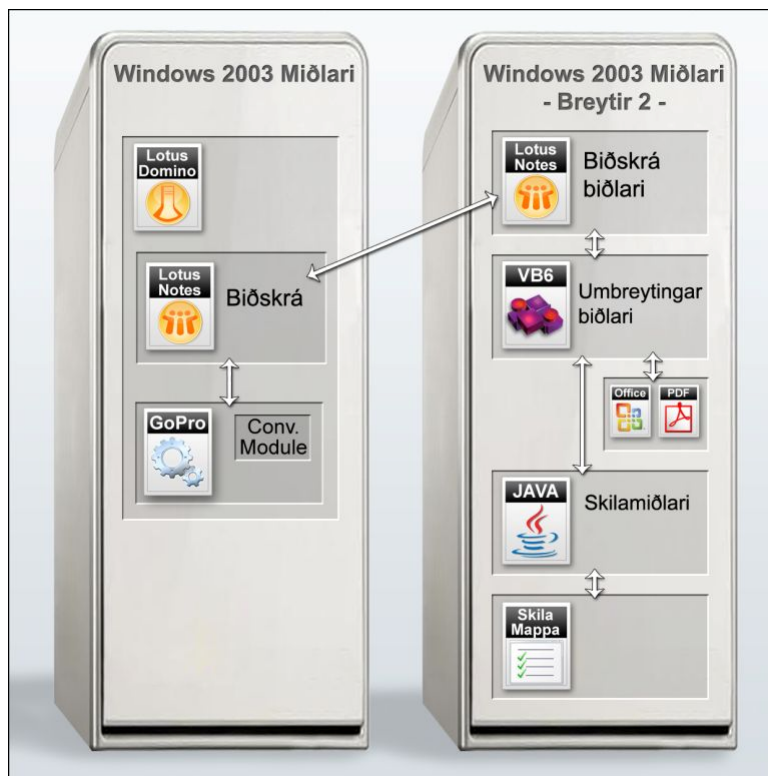 Windows 2003 Miðlari
Lotus
Domino
Lotus
Notes
Biðskrá
GoPro
Conv.
Module
Windows 2003 Miðlari
- Breytir 2 -
Lotus
Notes
Biðskrá
biðlari
VB6
Umbreytingar
biðlari
Office
PDF
JAVA
Skilamiðlari
Skila
Mappa